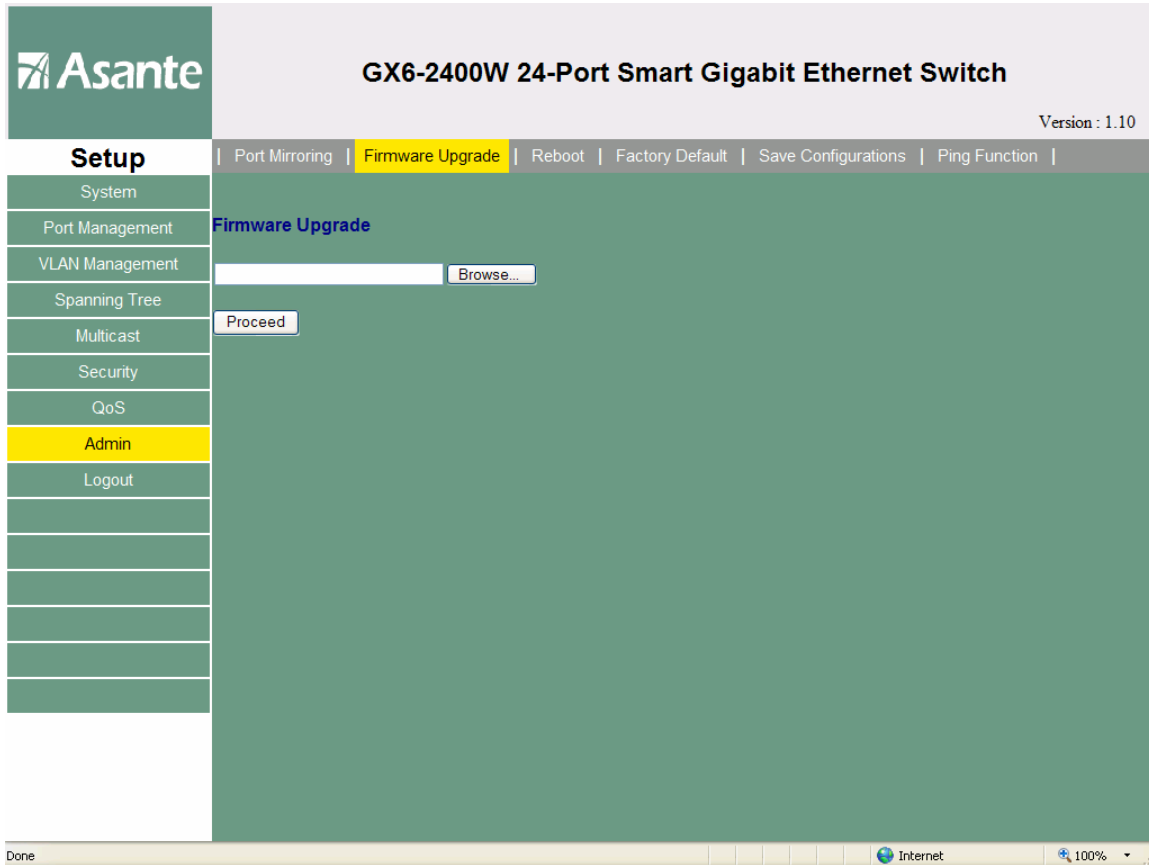 Asante
GX6-2400W 24-Port Smart Gigabit Ethernet Switch
Version : 1.10
Setup
| Port Mirroring | Firmware Upgrade | Reboot | Factory Default | Save Configurations | Ping Function |
System
Port Management
VLAN Management
Spanning Tree
Multicast
Security
QoS
Admin
Logout
Firmware Upgrade
Browse...
Proceed
Done
Internet
100%